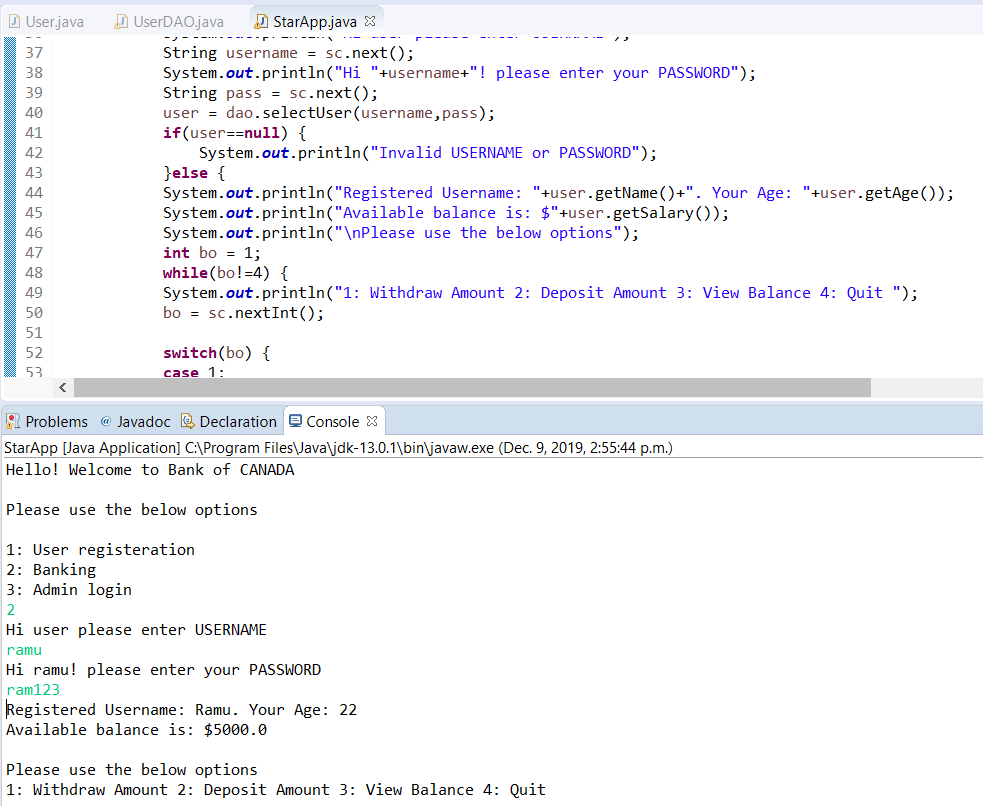 User.java UserDAO.java StarApp.java
37 String username = sc.next();
38 System.out.println("Hi "+username+"! please enter your PASSWORD");
39 String pass = sc.next();
40 user = dao.selectUser(username,pass);
41 if(user==null) {
42 System.out.println("Invalid USERNAME or PASSWORD");
43 }else {
44 System.out.println("Registered Username: "+user.getName()+". Your Age: "+user.getAge());
45 System.out.println("Available balance is: $"+user.getSalary());
46 System.out.println("\nPlease use the below options");
47 int bo = 1;
48 while(bo!=4) {
49 System.out.println("1: Withdraw Amount 2: Deposit Amount 3: View Balance 4: Quit ");
50 bo = sc.nextInt();
51
52 switch(bo) {
53 case 1:
Problems @ Javadoc Declaration Console
StarApp [Java Application] C:\Program Files\Java\jdk-13.0.1\bin\javaw.exe (Dec. 9, 2019, 2:55:44 p.m.)
Hello! Welcome to Bank of CANADA
Please use the below options
1: User registeration
2: Banking
3: Admin login
2
Hi user please enter USERNAME
ramu
Hi ramu! please enter your PASSWORD
ram123
Registered Username: Ramu. Your Age: 22
Available balance is: $5000.0
Please use the below options
1: Withdraw Amount 2: Deposit Amount 3: View Balance 4: Quit